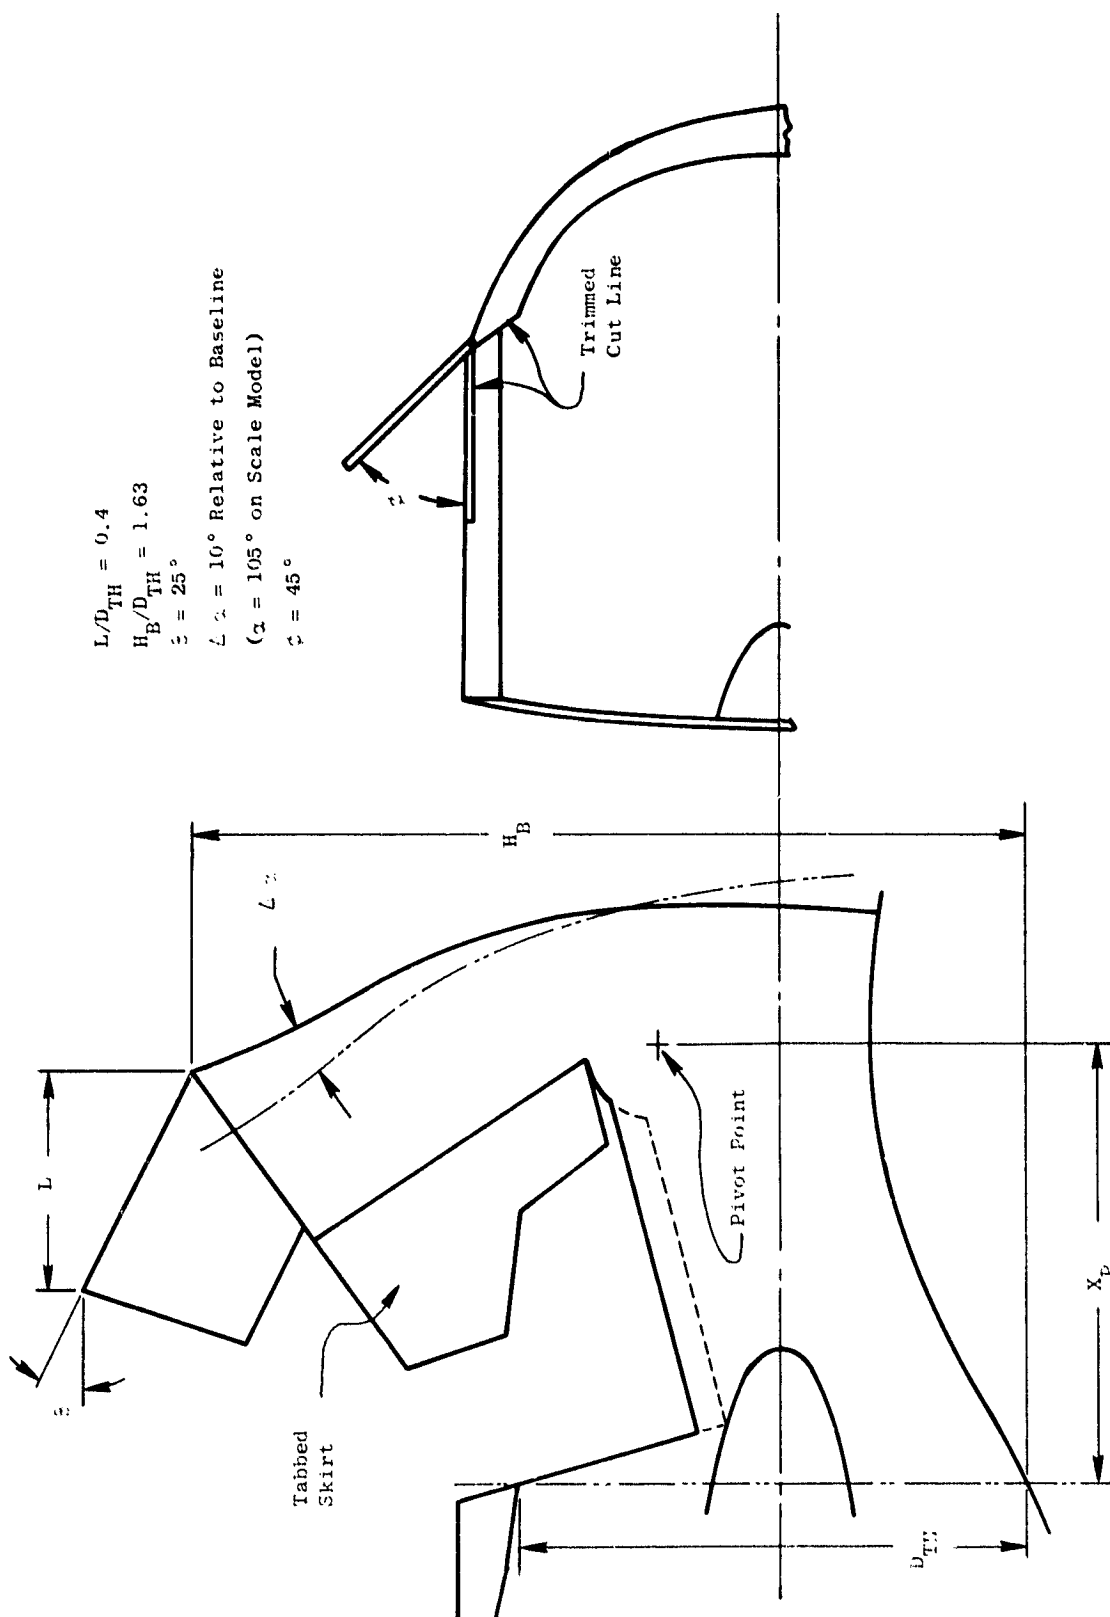 L/D_TH = 0.4
H_B/D_TH = 1.63
= 25°
= 10° Relative to Baseline
(α = 105° on Scale Model)
= 45°
Trimmed
Cut Line
H_B
L
Tabbed
Skirt
Pivot Point
D_TH